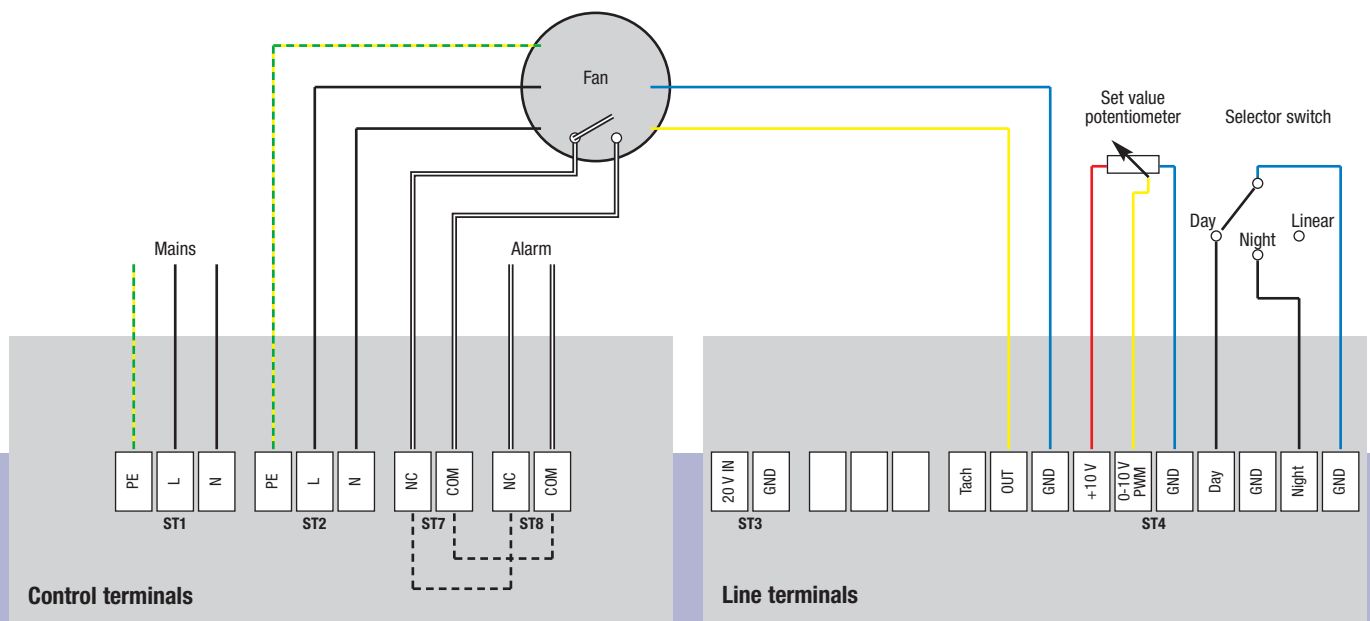 Fan
Set value
potentiometer
Selector switch
Day
Night
Linear
Mains
Alarm
PE
L
N
PE
L
N
NC
COM
NC
COM
20 V IN
GND
Tach
OUT
GND
+10 V
0-10 V
PWM
GND
Day
GND
Night
GND
ST1
ST2
ST7
ST8
ST3
ST4
Control terminals
Line terminals